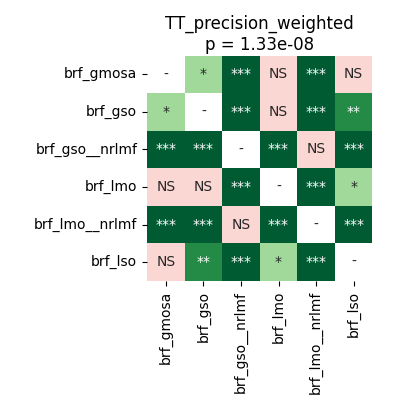 TT_precision_weighted
p = 1.33e-08
brf_gmosa - * *** NS *** NS
brf_gso * - *** NS *** **
brf_gso__nrlmf *** *** - *** NS ***
brf_lmo NS NS *** - *** *
brf_lmo__nrlmf *** *** NS *** - ***
brf_lso NS ** *** * *** -
brf_gmosa
brf_gso
brf_gso__nrlmf
brf_lmo
brf_lmo__nrlmf
brf_lso